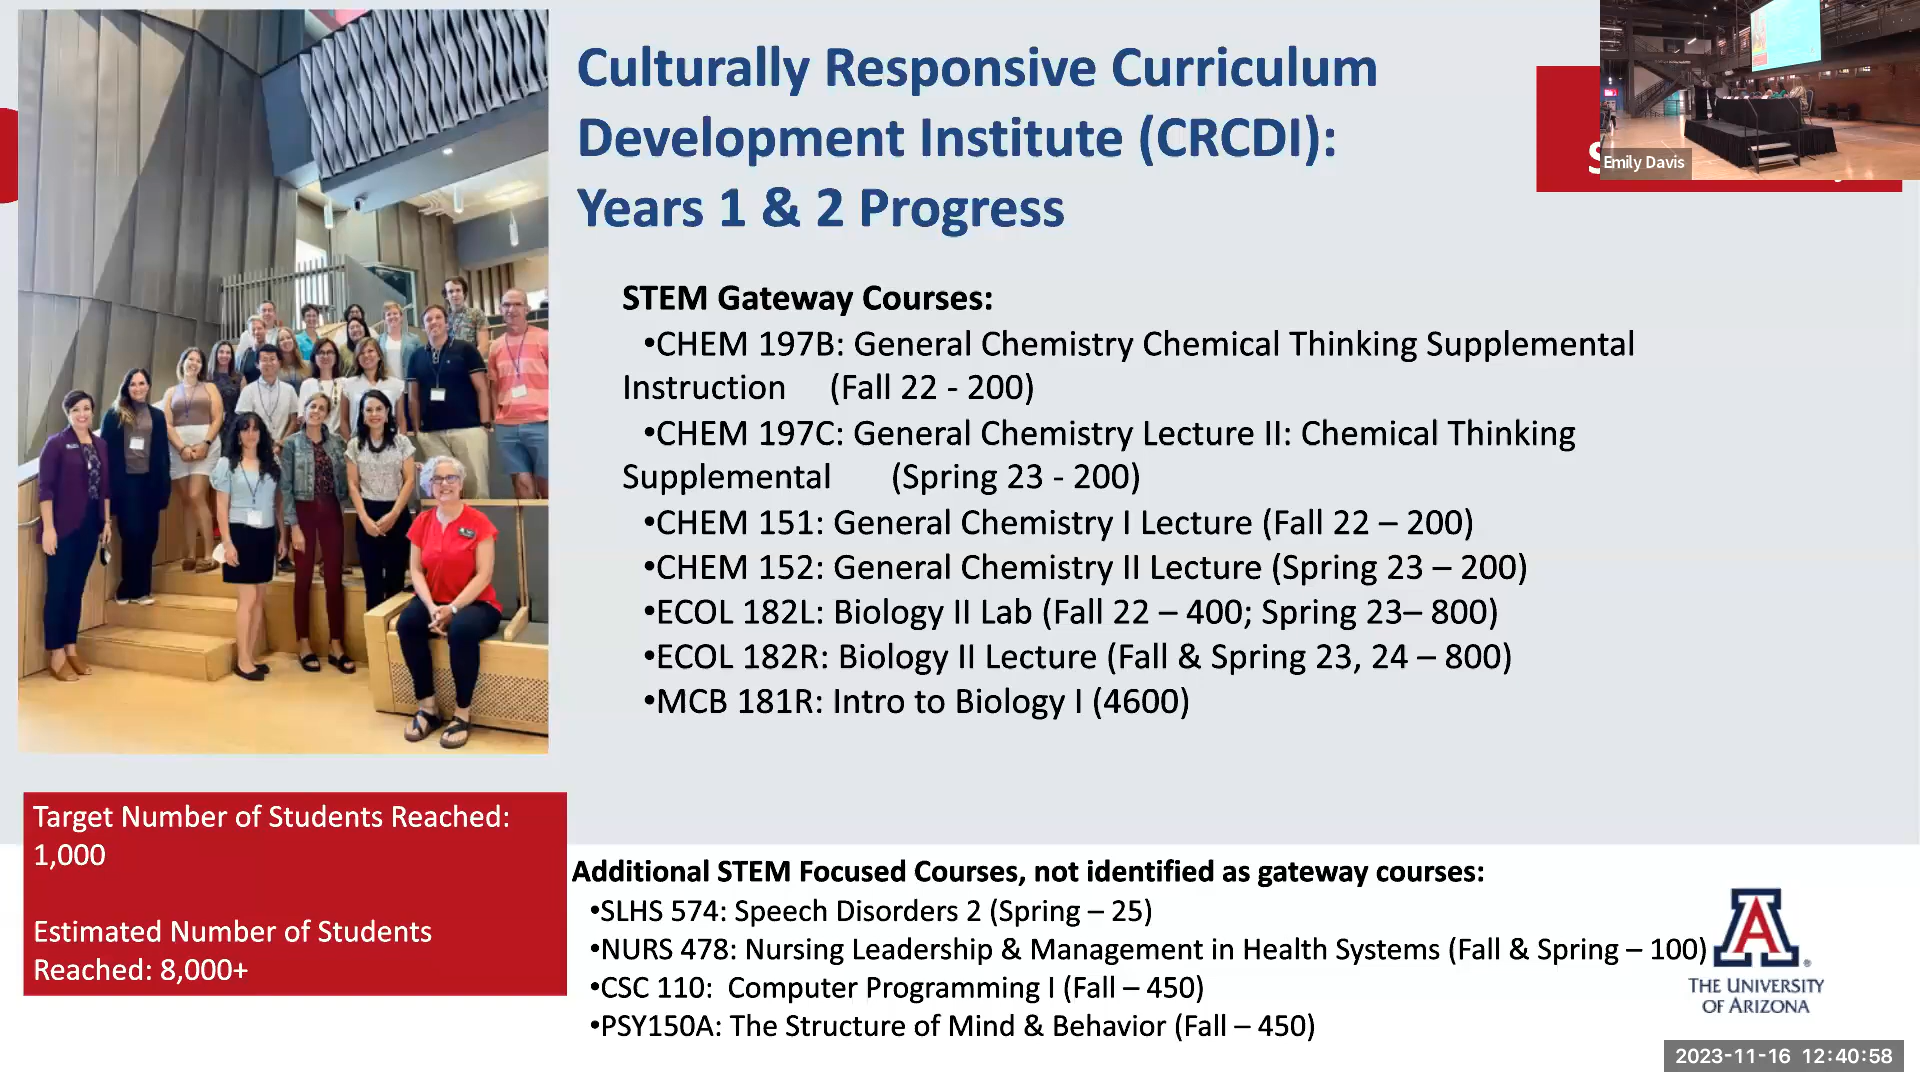 Culturally Responsive Curriculum
Development Institute (CRCDI):
Years 1 & 2 Progress
Emily Davis
STEM Gateway Courses:
•CHEM 197B: General Chemistry Chemical Thinking Supplemental
Instruction (Fall 22 - 200)
•CHEM 197C: General Chemistry Lecture II: Chemical Thinking
Supplemental (Spring 23 - 200)
•CHEM 151: General Chemistry I Lecture (Fall 22 – 200)
•CHEM 152: General Chemistry II Lecture (Spring 23 – 200)
•ECOL 182L: Biology II Lab (Fall 22 – 400; Spring 23– 800)
•ECOL 182R: Biology II Lecture (Fall & Spring 23, 24 – 800)
•MCB 181R: Intro to Biology I (4600)
Target Number of Students Reached:
1,000
Estimated Number of Students
Reached: 8,000+
Additional STEM Focused Courses, not identified as gateway courses:
•SLHS 574: Speech Disorders 2 (Spring – 25)
•NURS 478: Nursing Leadership & Management in Health Systems (Fall & Spring – 100)
•CSC 110:  Computer Programming I (Fall – 450)
•PSY150A: The Structure of Mind & Behavior (Fall – 450)
A
THE UNIVERSITY
OF ARIZONA
2023-11-16 12:40:58